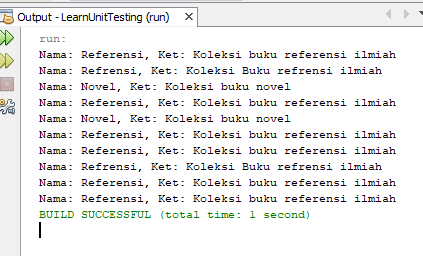 Output - LearnUnitTesting (run)
run:
Nama: Referensi, Ket: Koleksi buku referensi ilmiah
Nama: Refrensi, Ket: Koleksi Buku refrensi ilmiah
Nama: Novel, Ket: Koleksi buku novel
Nama: Referensi, Ket: Koleksi buku referensi ilmiah
Nama: Novel, Ket: Koleksi buku novel
Nama: Referensi, Ket: Koleksi buku referensi ilmiah
Nama: Referensi, Ket: Koleksi buku referensi ilmiah
Nama: Refrensi, Ket: Koleksi Buku refrensi ilmiah
Nama: Referensi, Ket: Koleksi buku referensi ilmiah
Nama: Referensi, Ket: Koleksi buku referensi ilmiah
BUILD SUCCESSFUL (total time: 1 second)